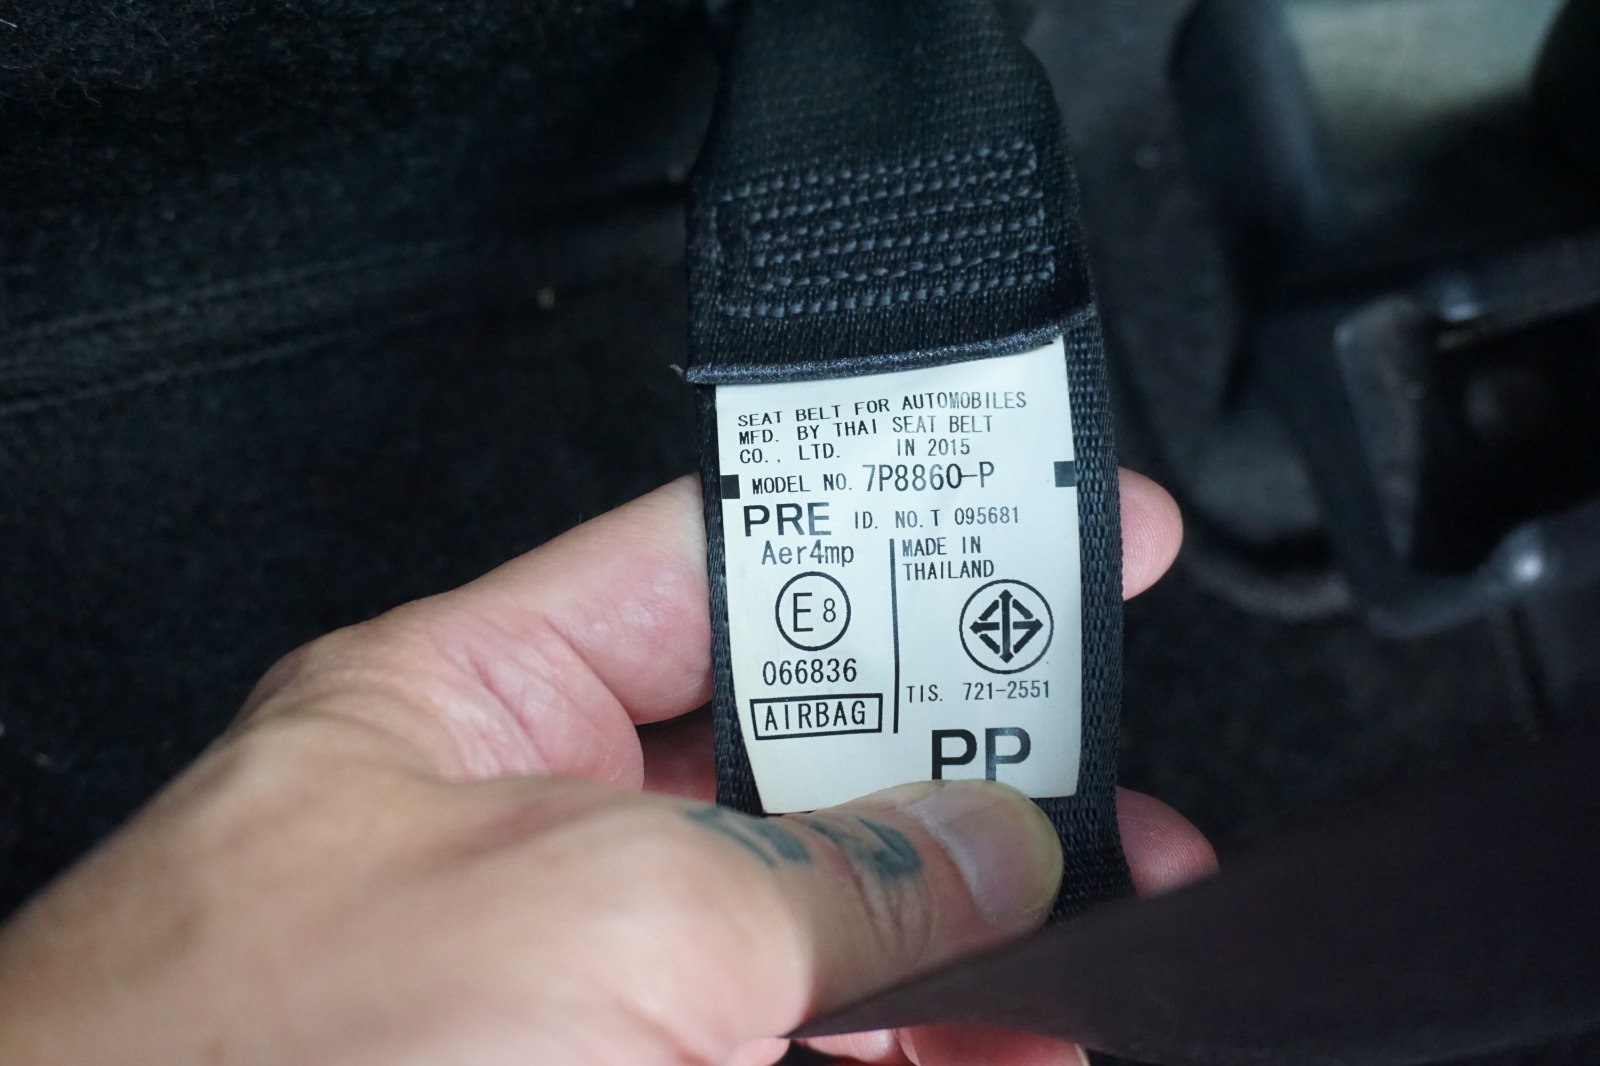 SEAT BELT FOR AUTOMOBILES
MFD. BY THAI SEAT BELT
CO., LTD. IN 2015
MODEL NO. 7P8860-P
PRE ID. NO. T 095681
Aer4mp
MADE IN
THAILAND
E8
066836
AIRBAG
TIS. 721-2551
PP